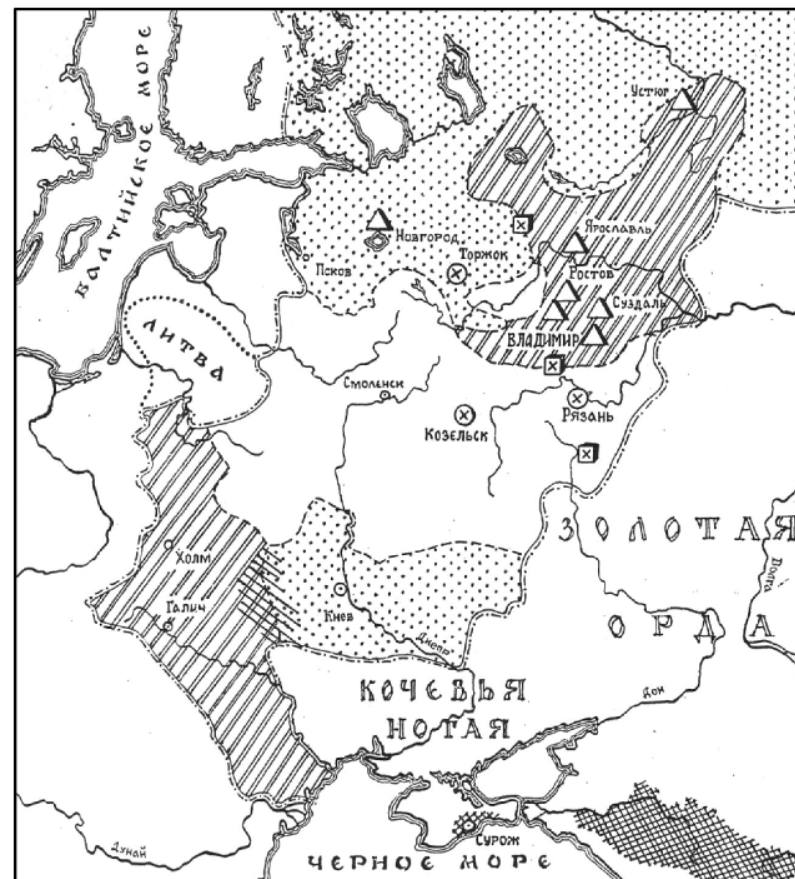 БАЛТИЙСКОЕ МОРЕ
Устюг
Ярославль
Новгород
Торжок
Ростов
Псков
Суздаль
ВЛАДИМИР
ЛИТВА
Смоленск
Рязань
Козельск
ЗОЛОТАЯ
ОРДА
Волга
Холм
Галич
Киев
Днепр
КОЧЕВЬЯ
НОГАЯ
Дон
Сурож
Дунай
ЧЕРНОЕ МОРЕ